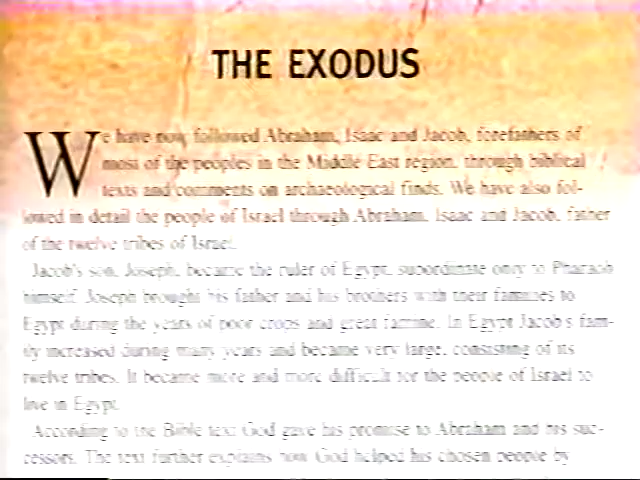 THE EXODUS
We have now followed Abraham, Isaac and Jacob, forefathers of
most of the peoples in the Middle East region, through biblical
texts and comments on archaeological finds. We have also fol-
lowed in detail the people of Israel through Abraham, Isaac and Jacob, father
of the twelve tribes of Israel.
Jacob's son, Joseph, became the ruler of Egypt, subordinate only to Pharaoh
himself. Joseph brought his father and his brothers with their families to
Egypt during the years of poor crops and great famine. In Egypt Jacob's fam-
ily increased during many years and became very large, consisting of its
twelve tribes. It became more and more difficult for the people of Israel to
live in Egypt.
According to the Bible text God gave his promise to Abraham and his suc-
cessors. The text further explains how God helped his chosen people by